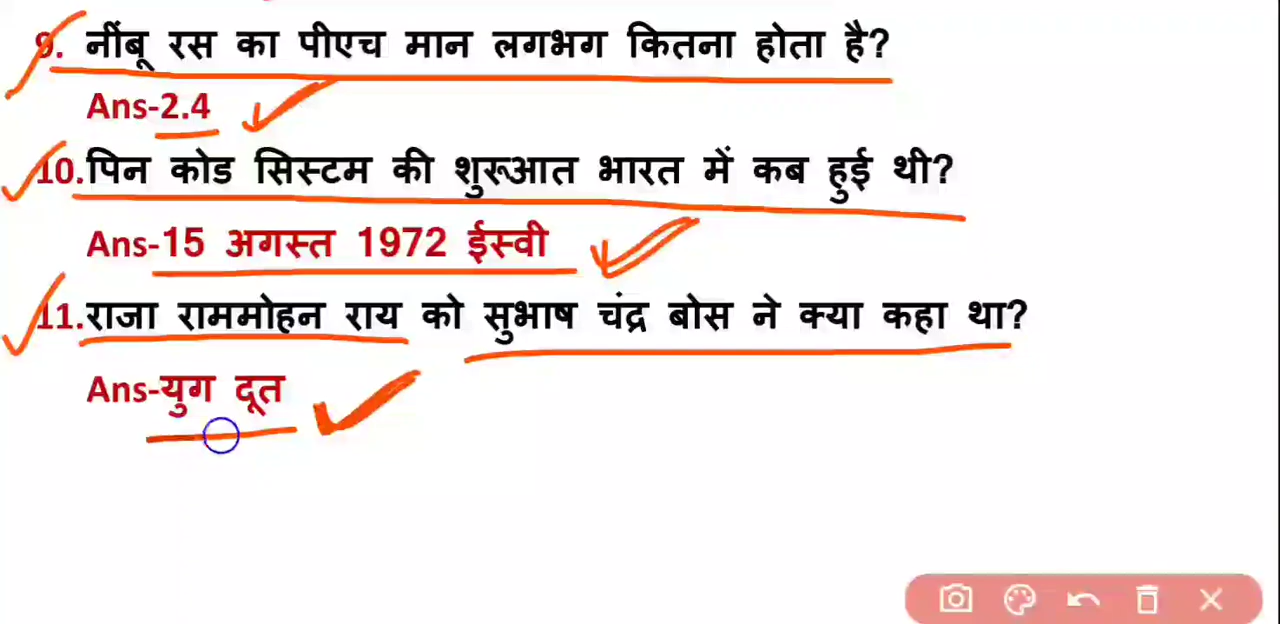 9. नींबू रस का पीएच मान लगभग कितना होता है?
Ans-2.4
10.पिन कोड सिस्टम की शुरूआत भारत में कब हुई थी?
Ans-15 अगस्त 1972 ईस्वी
11.राजा राममोहन राय को सुभाष चंद्र बोस ने क्या कहा था?
Ans-युग दूत